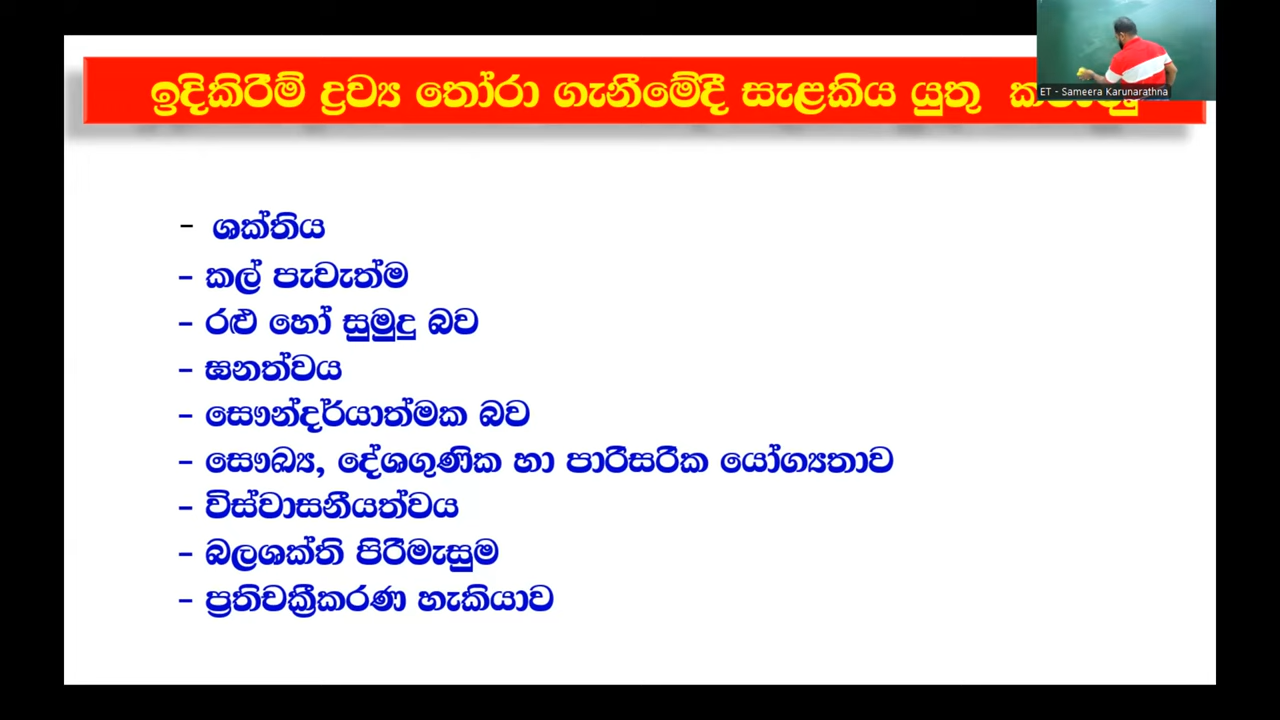 ඉදිකිරීම් ද්‍රව්‍ය තෝරා ගැනීමේදී සැළකිය යුතු
ET - Sameera Karunarathna
- ශක්තිය
- කල් පැවැත්ම
- රළු හෝ සුමුදු බව
- ඝනත්වය
- සෞන්දර්යාත්මක බව
- සෞඛ්‍ය, දේශගුණික හා පාරිසරික යෝග්‍යතාව
- විස්වාසනීයත්වය
- බලශක්ති පිරිමැසුම
- ප්‍රතිචක්‍රීකරණ හැකියාව